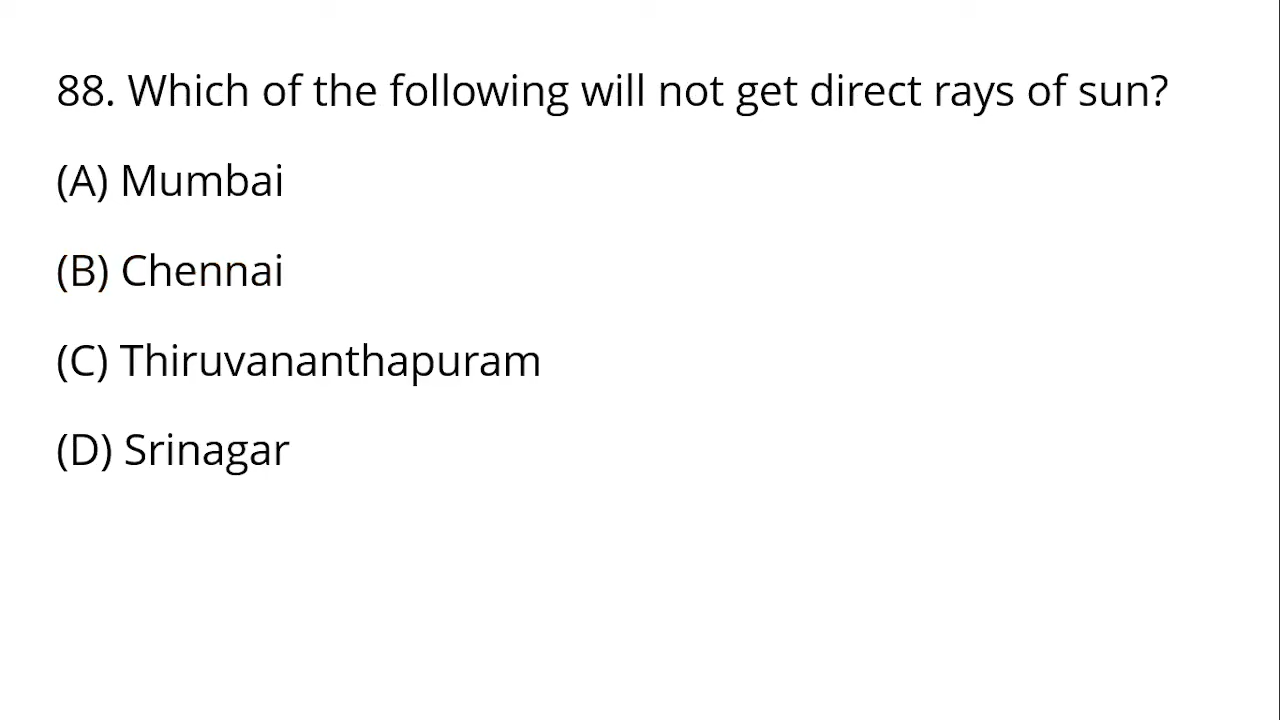 88. Which of the following will not get direct rays of sun?
(A) Mumbai
(B) Chennai
(C) Thiruvananthapuram
(D) Srinagar